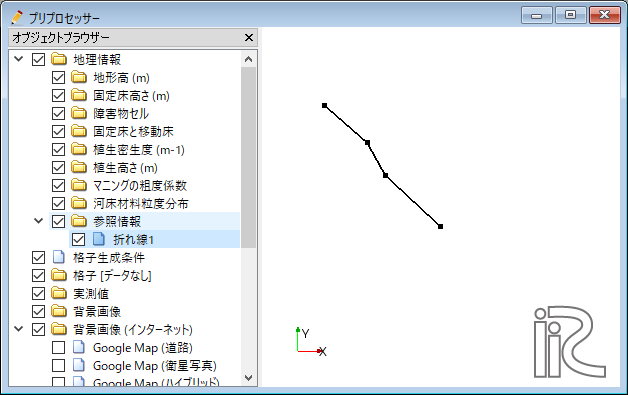 プリプロセッサー
オブジェクトブラウザー
地理情報
地形高 (m)
固定床高さ (m)
障害物セル
固定床と移動床
植生密生度 (m-1)
植生高さ (m)
マニングの粗度係数
河床材料粒度分布
参照情報
折れ線1
格子生成条件
格子 [データなし]
実測値
背景画像
背景画像 (インターネット)
Google Map (道路)
Google Map (衛星写真)
Google Map (ハイブリッド)
Y
X
iRIC